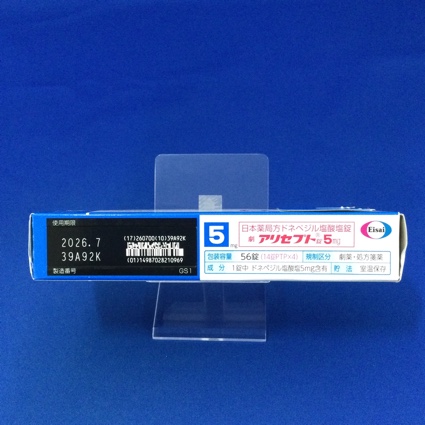 使用期限
2026.7
39A92K
製造番号
(17)260700(10)39A92K
(01)14987028210969
GS1
5mg
日本薬局方ドネペジル塩酸塩錠
劇 アリセプト®錠5mg
Eisai
包装容量 56錠(14錠PTP×4) 規制区分 劇薬・処方箋薬
成分 1錠中 ドネペジル塩酸塩5mg含有 貯法 室温保存